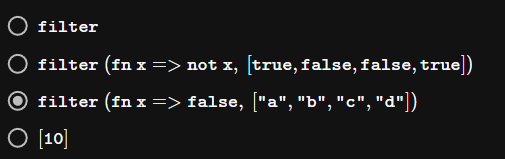 filter
filter (fn x => not x, [true, false, false, true])
filter (fn x => false, ["a", "b", "c", "d"])
[10]